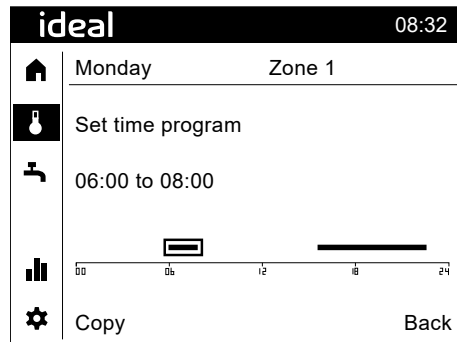 ideal 08:32
Monday Zone 1
Set time program
06:00 to 08:00
00 06 12 18 24
Copy Back